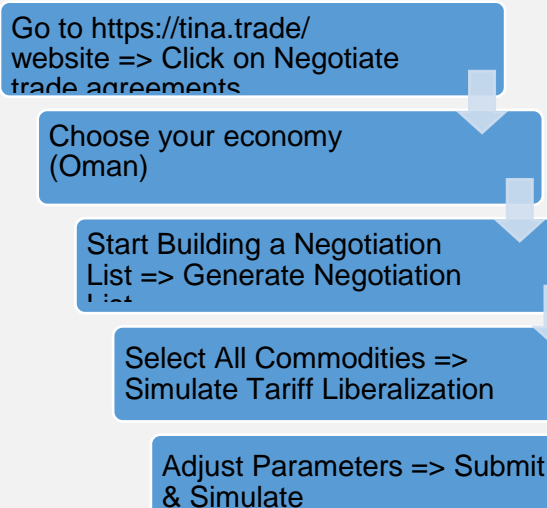 Go to https://tina.trade/
website => Click on Negotiate
trade agreements
Choose your economy
(Oman)
Start Building a Negotiation
List => Generate Negotiation
List
Select All Commodities =>
Simulate Tariff Liberalization
Adjust Parameters => Submit
& Simulate